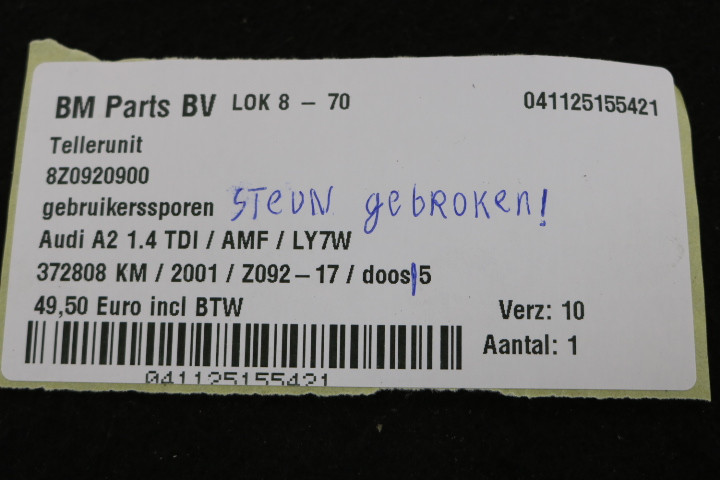 BM Parts BV LOK 8 - 70 041125155421
Tellerunit
8Z0920900
gebruikerssporen STEUN gebROKen!
Audi A2 1.4 TDI / AMF / LY7W
372808 KM / 2001 / Z092-17 / doos 5
49,50 Euro incl BTW Verz: 10
Aantal: 1
041125155421